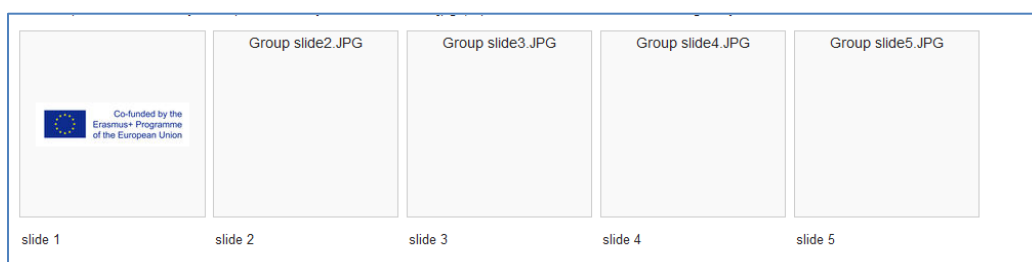 Group slide2.JPG
Group slide3.JPG
Group slide4.JPG
Group slide5.JPG
Co-funded by the
Erasmus+ Programme
of the European Union
slide 1
slide 2
slide 3
slide 4
slide 5